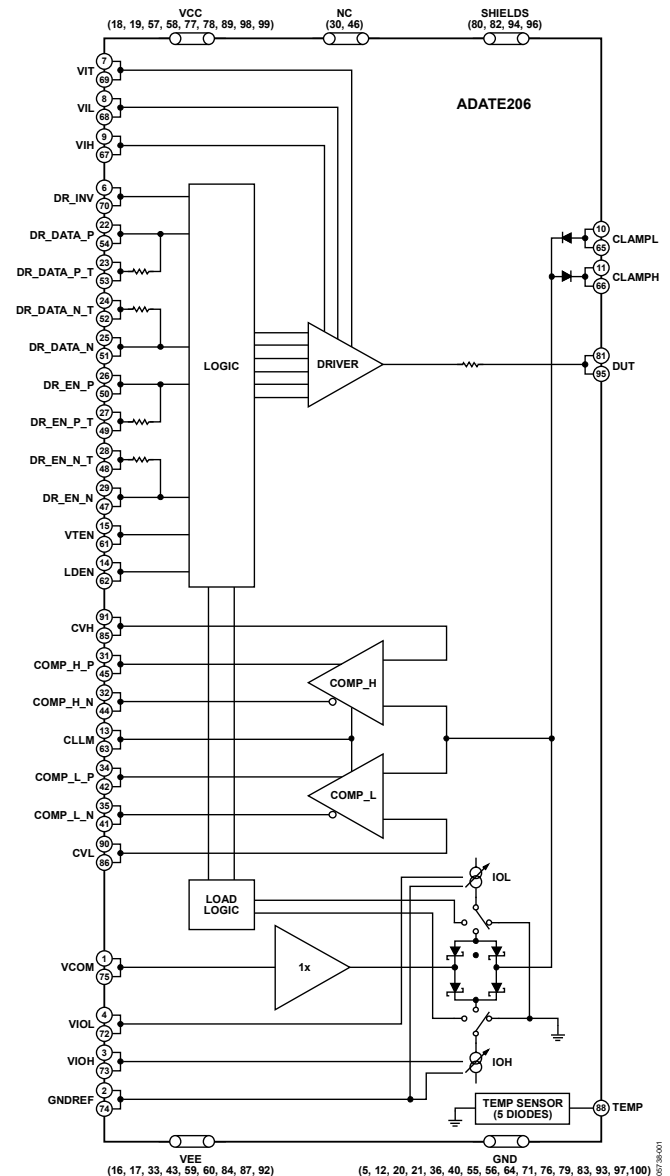 VCC
(18, 19, 57, 58, 77, 78, 89, 98, 99)
NC
(30, 46)
SHIELDS
(80, 82, 94, 96)
ADATE206
VIT
7
69
VIL
8
68
VIH
9
67
DR_INV
6
70
DR_DATA_P
22
54
DR_DATA_P_T
23
53
DR_DATA_N_T
24
52
DR_DATA_N
25
51
DR_EN_P
26
50
DR_EN_P_T
27
49
DR_EN_N_T
28
48
DR_EN_N
29
47
VTEN
15
61
LDEN
14
62
LOGIC
DRIVER
10
65
CLAMPL
11
66
CLAMPH
81
95
DUT
CVH
91
85
COMP_H_P
31
45
COMP_H_N
32
44
CLLM
13
63
COMP_L_P
34
42
COMP_L_N
35
41
CVL
90
86
COMP_H
COMP_L
LOAD
LOGIC
IOL
VCOM
1
75
1x
VIOL
4
72
VIOH
3
73
GNDREF
2
74
IOH
TEMP SENSOR
(5 DIODES)
88
TEMP
VEE
(16, 17, 33, 43, 59, 60, 84, 87, 92)
GND
(5, 12, 20, 21, 36, 40, 55, 56, 64, 71, 76, 79, 83, 93, 97,100)
05738-001